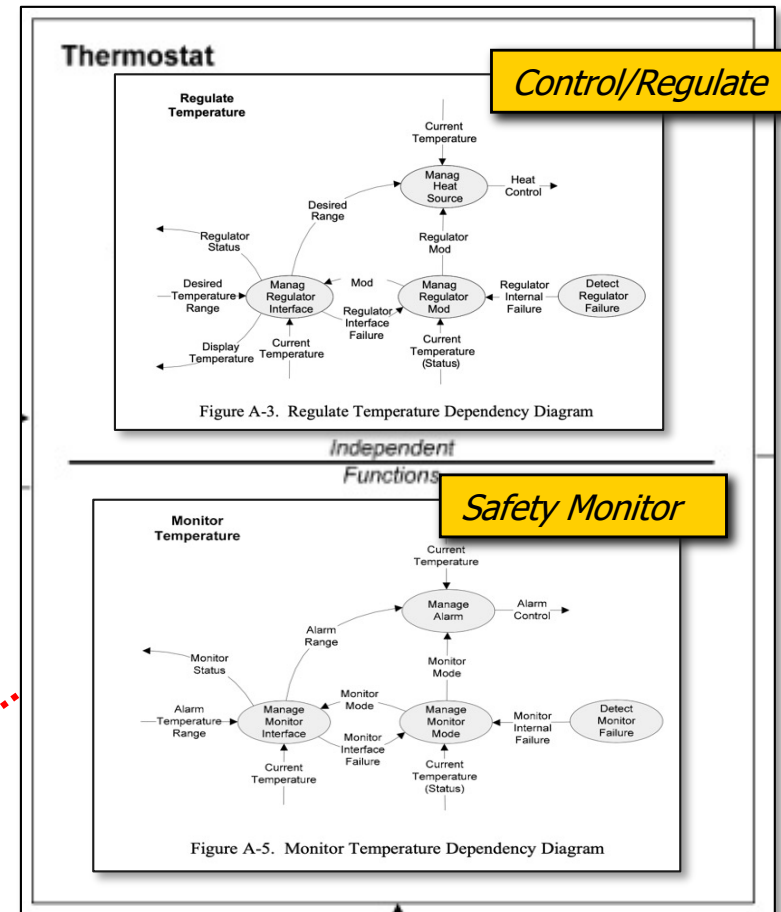 Thermostat
Control/Regulate
Regulate
Temperature
Current
Temperature
Manag
Heat
Source
Heat
Control
Desired
Range
Regulator
Status
Regulator
Mod
Desired
Temperature
Range
Manag
Regulator
Interface
Mod
Manag
Regulator
Mod
Regulator
Internal
Failure
Detect
Regulator
Failure
Regulator
Interface
Failure
Display
Temperature
Current
Temperature
Current
Temperature
(Status)
Figure A-3. Regulate Temperature Dependency Diagram
Independent
Functions
Safety Monitor
Monitor
Temperature
Current
Temperature
Manage
Alarm
Alarm
Control
Alarm
Range
Monitor
Status
Monitor
Mode
Alarm
Temperature
Range
Manage
Monitor
Interface
Monitor
Mode
Manage
Monitor
Mode
Monitor
Internal
Failure
Detect
Monitor
Failure
Monitor
Interface
Failure
Current
Temperature
Current
Temperature
(Status)
Figure A-5. Monitor Temperature Dependency Diagram